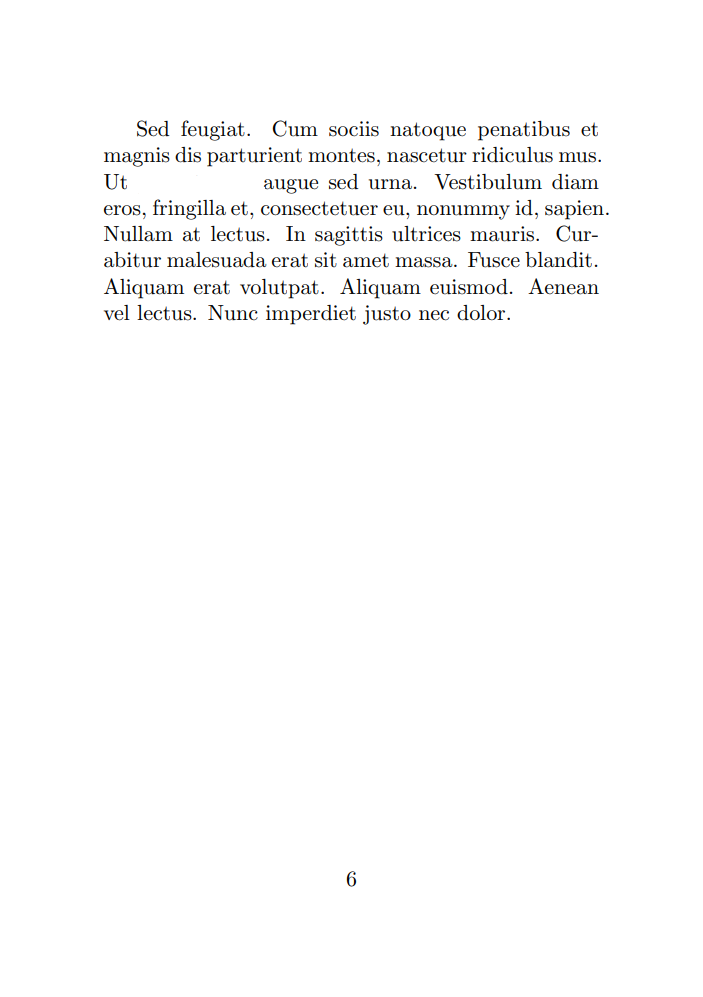 Sed feugiat. Cum sociis natoque penatibus et
magnis dis parturient montes, nascetur ridiculus mus.
Ut augue sed urna. Vestibulum diam
eros, fringilla et, consectetuer eu, nonummy id, sapien.
Nullam at lectus. In sagittis ultrices mauris. Cur-
abitur malesuada erat sit amet massa. Fusce blandit.
Aliquam erat volutpat. Aliquam euismod. Aenean
vel lectus. Nunc imperdiet justo nec dolor.
6